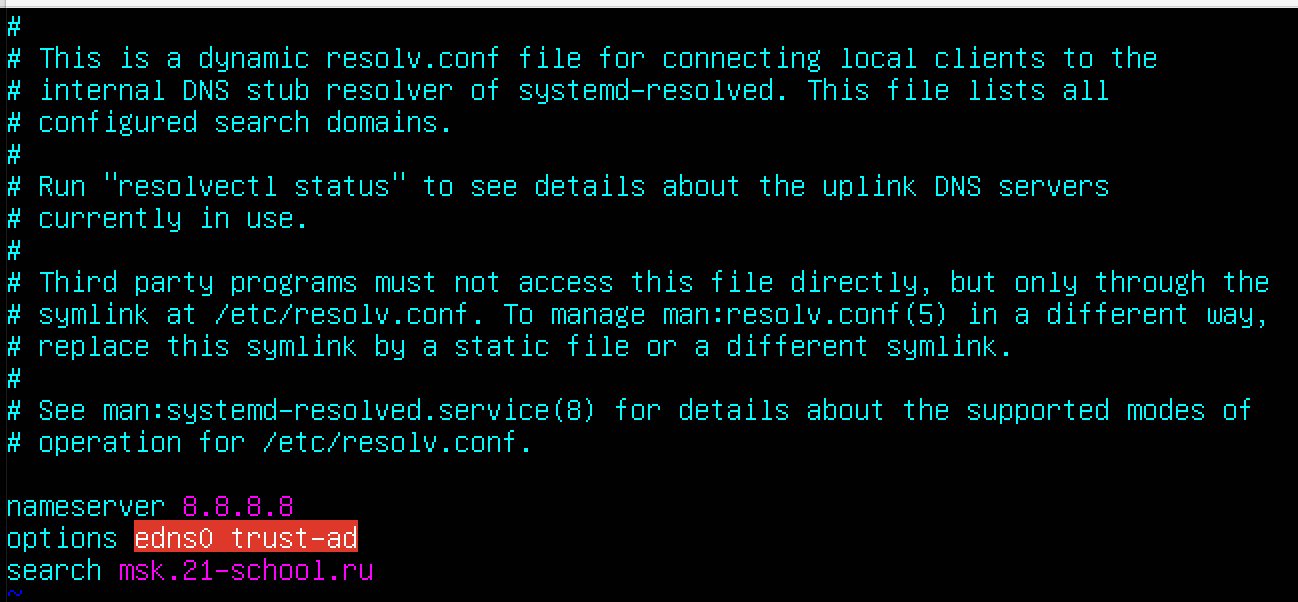 #
# This is a dynamic resolv.conf file for connecting local clients to the
# internal DNS stub resolver of systemd-resolved. This file lists all
# configured search domains.
#
# Run "resolvectl status" to see details about the uplink DNS servers
# currently in use.
#
# Third party programs must not access this file directly, but only through the
# symlink at /etc/resolv.conf. To manage man:resolv.conf(5) in a different way,
# replace this symlink by a static file or a different symlink.
#
# See man:systemd-resolved.service(8) for details about the supported modes of
# operation for /etc/resolv.conf.

nameserver 8.8.8.8
options edns0 trust-ad
search msk.21-school.ru
~